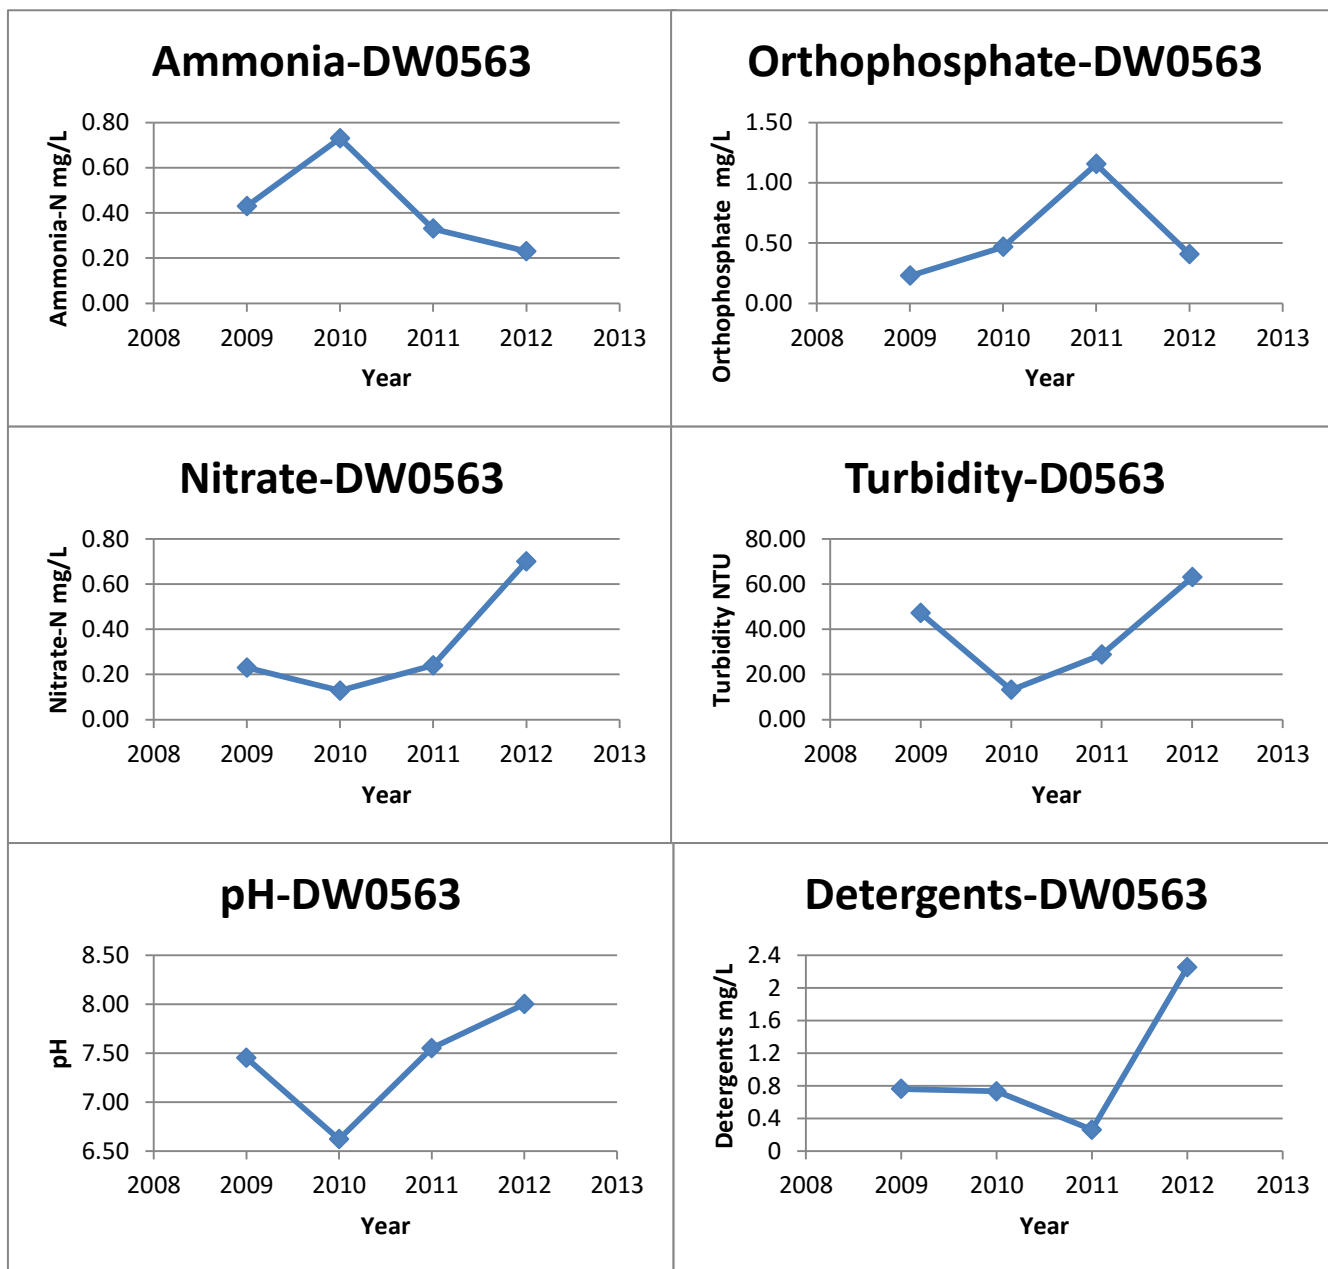 Ammonia-DW0563
Ammonia-N mg/L
0.80
0.60
0.40
0.20
0.00
2008 2009 2010 2011 2012 2013
Year
Orthophosphate-DW0563
Orthophosphate mg/L
1.50
1.00
0.50
0.00
2008 2009 2010 2011 2012 2013
Year
Nitrate-DW0563
Nitrate-N mg/L
0.80
0.60
0.40
0.20
0.00
2008 2009 2010 2011 2012 2013
Year
Turbidity-D0563
Turbidity NTU
80.00
60.00
40.00
20.00
0.00
2008 2009 2010 2011 2012 2013
Year
pH-DW0563
pH
8.50
8.00
7.50
7.00
6.50
2008 2009 2010 2011 2012 2013
Year
Detergents-DW0563
Detergents mg/L
2.4
2
1.6
1.2
0.8
0.4
0
2008 2009 2010 2011 2012 2013
Year